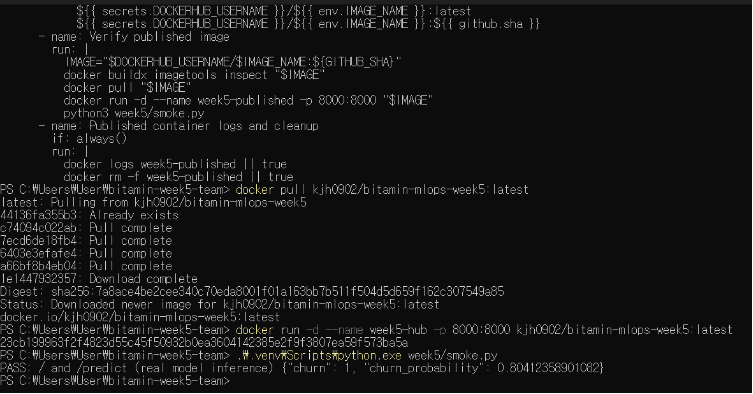 ${{ secrets.DOCKERHUB_USERNAME }}/${{ env.IMAGE_NAME }}:latest
${{ secrets.DOCKERHUB_USERNAME }}/${{ env.IMAGE_NAME }}:${{ github.sha }}
- name: Verify published image
run: |
IMAGE="$DOCKERHUB_USERNAME/$IMAGE_NAME:${GITHUB_SHA}"
docker buildx imagetools inspect "$IMAGE"
docker pull "$IMAGE"
docker run -d --name week5-published -p 8000:8000 "$IMAGE"
python3 week5/smoke.py
- name: Published container logs and cleanup
if: always()
run: |
docker logs week5-published || true
docker rm -f week5-published || true
PS C:₩Users₩User₩bitamin-week5-team> docker pull kjh0902/bitamin-mlops-week5:latest
latest: Pulling from kjh0902/bitamin-mlops-week5
44136fa355b3: Already exists
c74094c022ab: Pull complete
7ecd6de18fb4: Pull complete
6403e3efafe4: Pull complete
a66bf8b4eb04: Pull complete
1e1447932357: Download complete
Digest: sha256:7a8ace4be2cee340c70eda8001f01a163bb7b511f504d5d659f162c307549a85
Status: Downloaded newer image for kjh0902/bitamin-mlops-week5:latest
docker.io/kjh0902/bitamin-mlops-week5:latest
PS C:₩Users₩User₩bitamin-week5-team> docker run -d --name week5-hub -p 8000:8000 kjh0902/bitamin-mlops-week5:latest
23cb199963f2f4823d55c45f50932b0ea3604142385e2f9f3807ea59f573ba5a
PS C:₩Users₩User₩bitamin-week5-team> .₩.venv₩Scripts₩python.exe week5/smoke.py
PASS: / and /predict (real model inference) {"churn": 1, "churn_probability": 0.80412358901082}
PS C:₩Users₩User₩bitamin-week5-team>